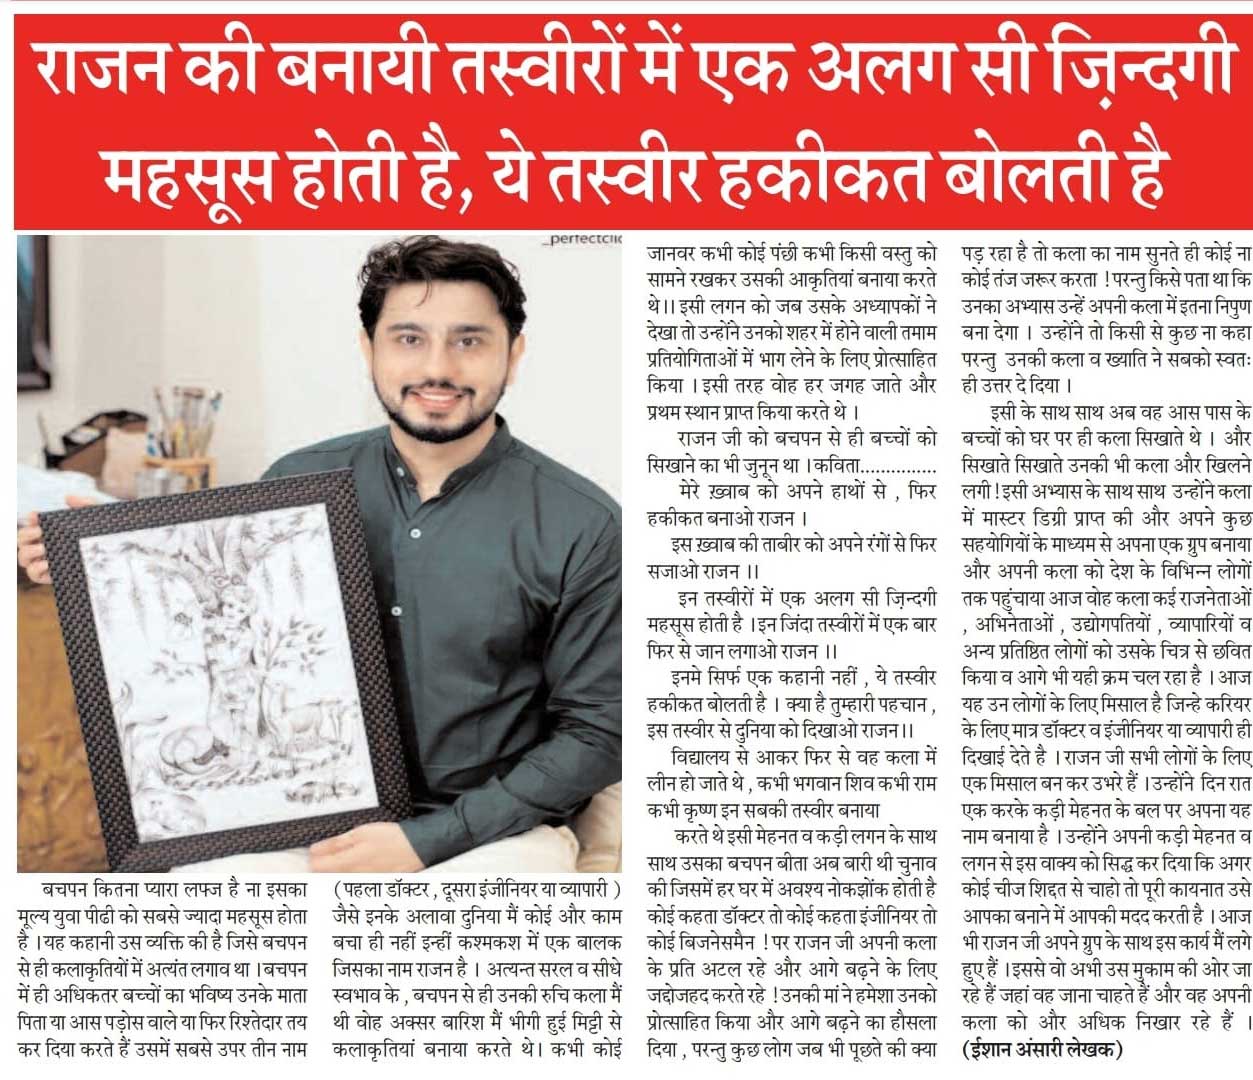 राजन की बनायी तस्वीरों में एक अलग सी ज़िन्दगी
महसूस होती है, ये तस्वीर हकीकत बोलती है
_perfectclic
बचपन कितना प्यारा लफ्ज है ना इसका
मूल्य युवा पीढी को सबसे ज्यादा महसूस होता
है ।यह कहानी उस व्यक्ति की है जिसे बचपन
से ही कलाकृतियों में अत्यंत लगाव था ।बचपन
में ही अधिकतर बच्चों का भविष्य उनके माता
पिता या आस पड़ोस वाले या फिर रिश्तेदार तय
कर दिया करते हैं उसमें सबसे उपर तीन नाम
(पहला डॉक्टर , दूसरा इंजीनियर या व्यापारी )
जैसे इनके अलावा दुनिया मैं कोई और काम
बचा ही नहीं इन्हीं कश्मकश में एक बालक
जिसका नाम राजन है । अत्यन्त सरल व सीधे
स्वभाव के , बचपन से ही उनकी रुचि कला मैं
थी वोह अक्सर बारिश मैं भीगी हुई मिट्टी से
कलाकृतियां बनाया करते थे। कभी कोई
जानवर कभी कोई पंछी कभी किसी वस्तु को
सामने रखकर उसकी आकृतियां बनाया करते
थे।। इसी लगन को जब उसके अध्यापकों ने
देखा तो उन्होंने उनको शहर में होने वाली तमाम
प्रतियोगिताओं में भाग लेने के लिए प्रोत्साहित
किया । इसी तरह वोह हर जगह जाते और
प्रथम स्थान प्राप्त किया करते थे ।
राजन जी को बचपन से ही बच्चों को
सिखाने का भी जुनून था ।कविता...............
मेरे ख़्वाब को अपने हाथों से , फिर
हकीकत बनाओ राजन ।
इस ख़्वाब की ताबीर को अपने रंगों से फिर
सजाओ राजन ।।
इन तस्वीरों में एक अलग सी ज़िन्दगी
महसूस होती है ।इन जिंदा तस्वीरों में एक बार
फिर से जान लगाओ राजन ।।
इनमे सिर्फ एक कहानी नहीं , ये तस्वीर
हकीकत बोलती है । क्या है तुम्हारी पहचान ,
इस तस्वीर से दुनिया को दिखाओ राजन।।
विद्यालय से आकर फिर से वह कला में
लीन हो जाते थे , कभी भगवान शिव कभी राम
कभी कृष्ण इन सबकी तस्वीर बनाया
करते थे इसी मेहनत व कड़ी लगन के साथ
साथ उसका बचपन बीता अब बारी थी चुनाव
की जिसमें हर घर में अवश्य नोकझोंक होती है
कोई कहता डॉक्टर तो कोई कहता इंजीनियर तो
कोई बिजनेसमैन ! पर राजन जी अपनी कला
के प्रति अटल रहे और आगे बढ़ने के लिए
जद्दोजहद करते रहे ! उनकी मां ने हमेशा उनको
प्रोत्साहित किया और आगे बढ़ने का हौसला
दिया , परन्तु कुछ लोग जब भी पूछते की क्या
पड़ रहा है तो कला का नाम सुनते ही कोई ना
कोई तंज जरूर करता ! परन्तु किसे पता था कि
उनका अभ्यास उन्हें अपनी कला में इतना निपुण
बना देगा । उन्होंने तो किसी से कुछ ना कहा
परन्तु उनकी कला व ख्याति ने सबको स्वतः
ही उत्तर दे दिया ।
इसी के साथ साथ अब वह आस पास के
बच्चों को घर पर ही कला सिखाते थे । और
सिखाते सिखाते उनकी भी कला और खिलने
लगी ! इसी अभ्यास के साथ साथ उन्होंने कला
में मास्टर डिग्री प्राप्त की और अपने कुछ
सहयोगियों के माध्यम से अपना एक ग्रुप बनाया
और अपनी कला को देश के विभिन्न लोगों
तक पहुंचाया आज वोह कला कई राजनेताओं
, अभिनेताओं , उद्योगपतियों , व्यापारियों व
अन्य प्रतिष्ठित लोगों को उसके चित्र से छवित
किया व आगे भी यही क्रम चल रहा है । आज
यह उन लोगों के लिए मिसाल है जिन्हे करियर
के लिए मात्र डॉक्टर व इंजीनियर या व्यापारी ही
दिखाई देते है । राजन जी सभी लोगों के लिए
एक मिसाल बन कर उभरे हैं ।उन्होंने दिन रात
एक करके कड़ी मेहनत के बल पर अपना यह
नाम बनाया है । उन्होंने अपनी कड़ी मेहनत व
लगन से इस वाक्य को सिद्ध कर दिया कि अगर
कोई चीज शिद्दत से चाहो तो पूरी कायनात उसे
आपका बनाने में आपकी मदद करती है । आज
भी राजन जी अपने ग्रुप के साथ इस कार्य मैं लगे
हुए हैं ।इससे वो अभी उस मुकाम की ओर जा
रहे हैं जहां वह जाना चाहते हैं और वह अपनी
कला को और अधिक निखार रहे हैं ।
(ईशान अंसारी लेखक)